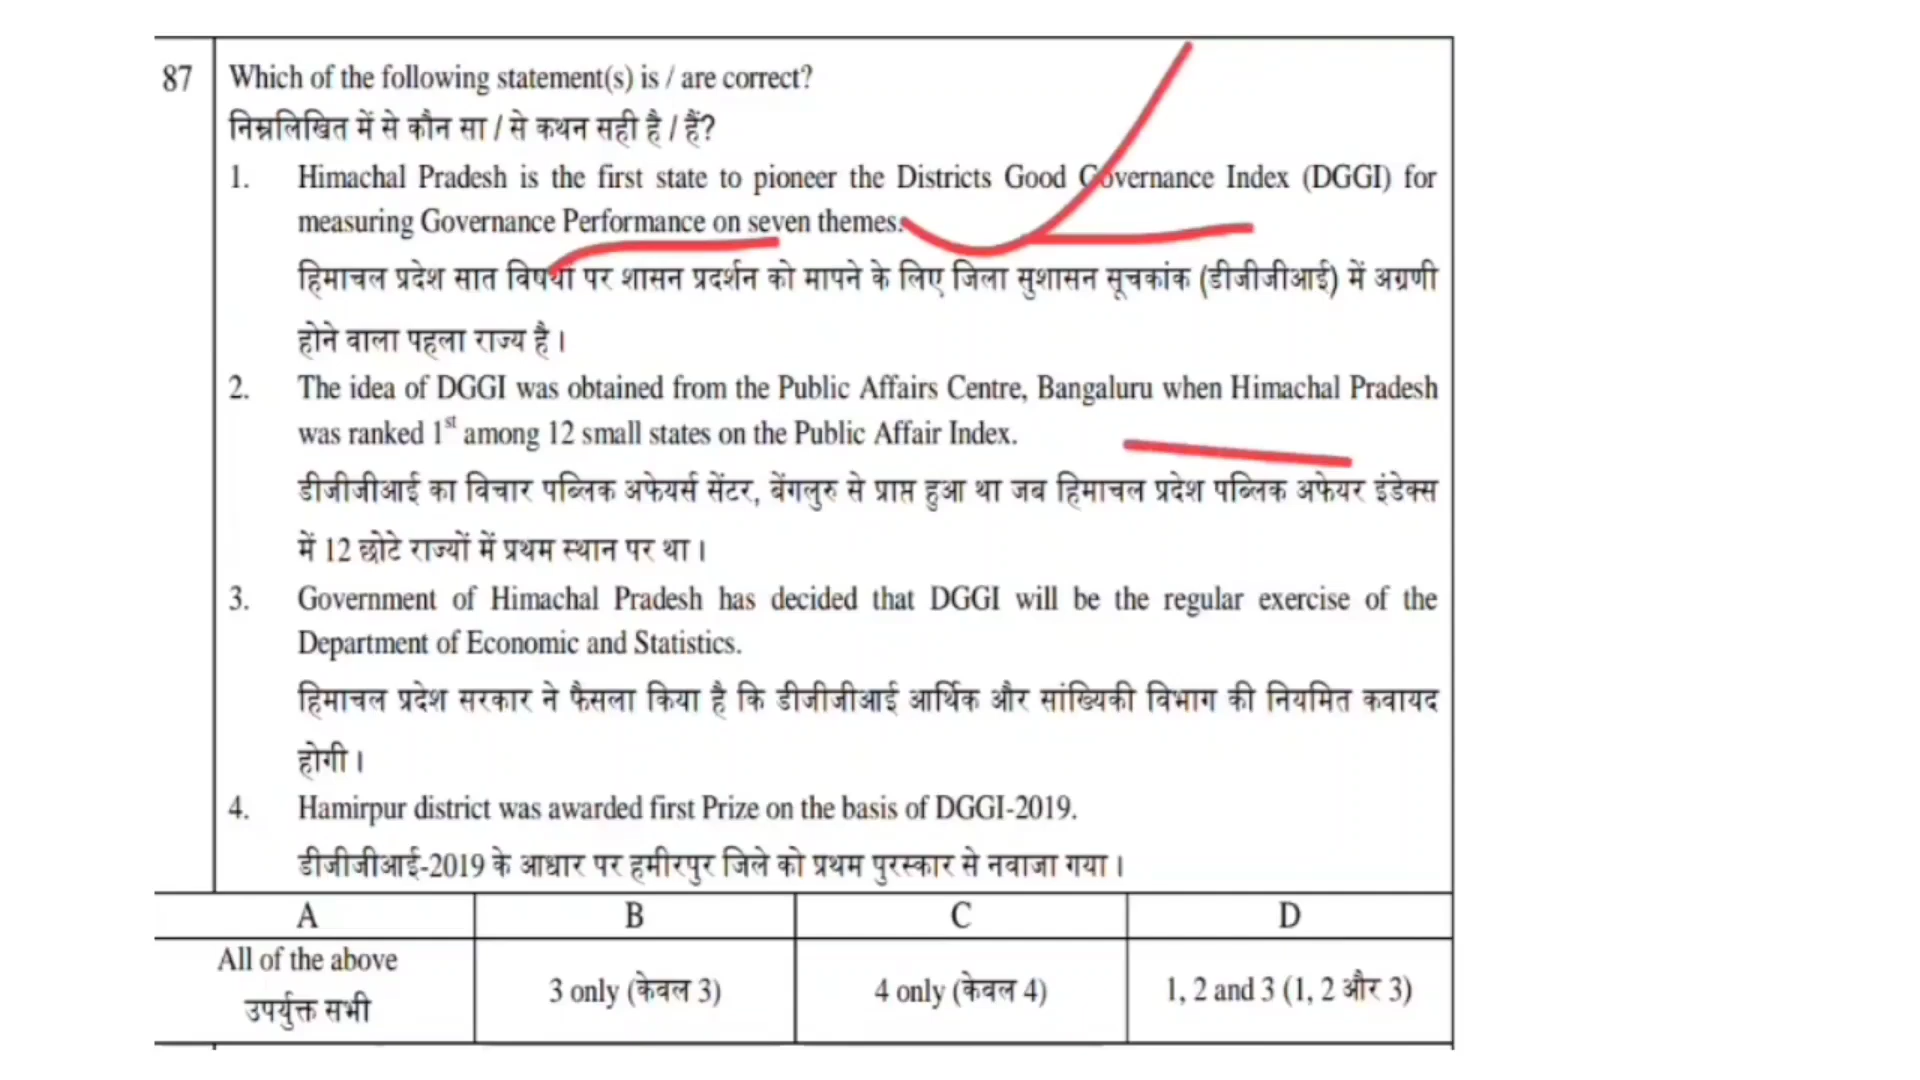 87 Which of the following statement(s) is / are correct?
निम्नलिखित में से कौन सा / से कथन सही है / हैं?
1. Himachal Pradesh is the first state to pioneer the Districts Good Governance Index (DGGI) for
measuring Governance Performance on seven themes.
हिमाचल प्रदेश सात विषयों पर शासन प्रदर्शन को मापने के लिए जिला सुशासन सूचकांक (डीजीजीआई) में अग्रणी
होने वाला पहला राज्य है।
2. The idea of DGGI was obtained from the Public Affairs Centre, Bangaluru when Himachal Pradesh
was ranked 1st among 12 small states on the Public Affair Index.
डीजीजीआई का विचार पब्लिक अफेयर्स सेंटर, बेंगलुरु से प्राप्त हुआ था जब हिमाचल प्रदेश पब्लिक अफेयर इंडेक्स
में 12 छोटे राज्यों में प्रथम स्थान पर था।
3. Government of Himachal Pradesh has decided that DGGI will be the regular exercise of the
Department of Economic and Statistics.
हिमाचल प्रदेश सरकार ने फैसला किया है कि डीजीजीआई आर्थिक और सांख्यिकी विभाग की नियमित कवायद
होगी।
4. Hamirpur district was awarded first Prize on the basis of DGGI-2019.
डीजीजीआई-2019 के आधार पर हमीरपुर जिले को प्रथम पुरस्कार से नवाजा गया।
A B C D
All of the above
उपर्युक्त सभी
3 only (केवल 3) 4 only (केवल 4) 1, 2 and 3 (1, 2 और 3)